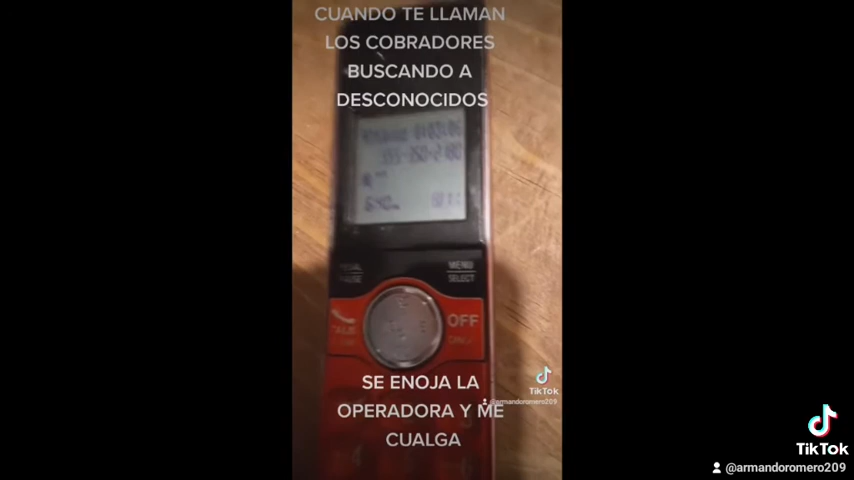 CUANDO TE LLAMAN
LOS COBRADORES
BUSCANDO A
DESCONOCIDOS
MENU
SELECT
OFF
SE ENOJA LA
OPERADORA Y ME
CUALGA
TikTok
@armandoromero209
TikTok
@armandoromero209